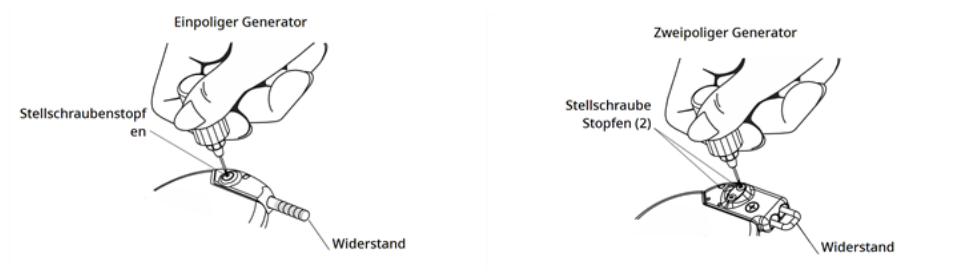 Einpoliger Generator
Stellschraubenstopf
en
Widerstand
Zweipoliger Generator
Stellschraube
Stopfen (2)
Widerstand